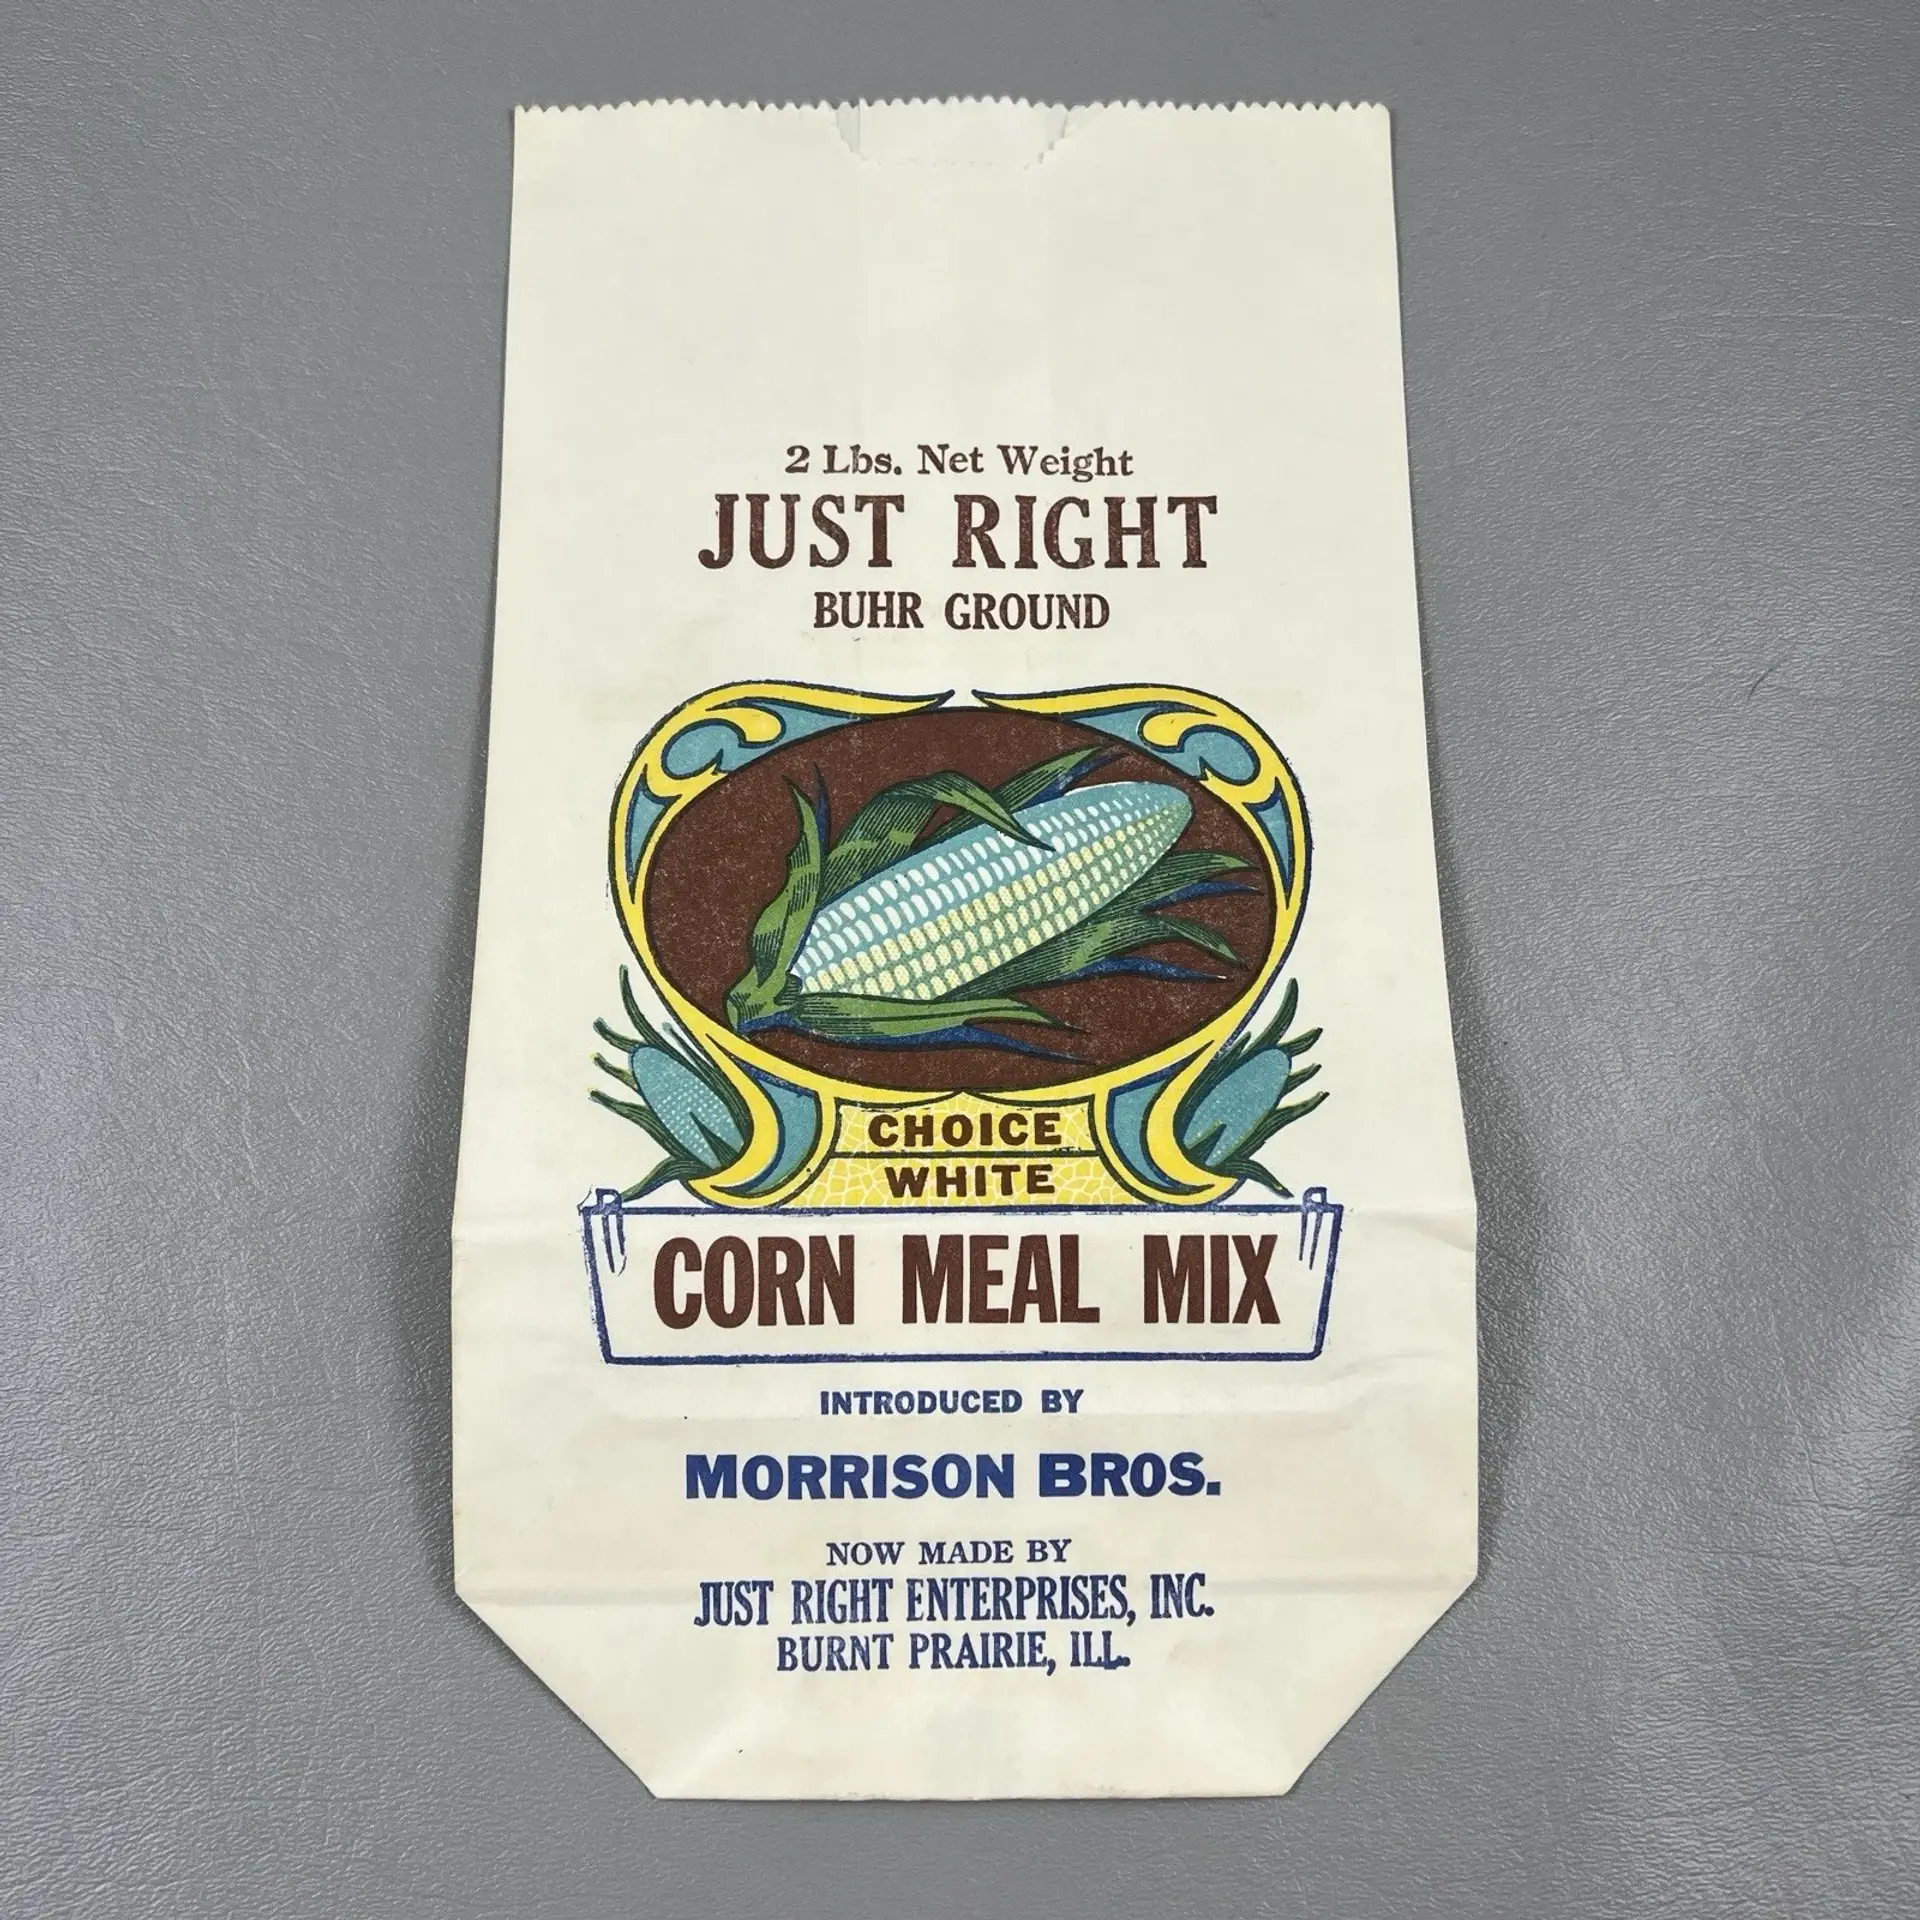 2 Lbs. Net Weight
JUST RIGHT
BUHR GROUND
CHOICE
WHITE
CORN MEAL MIX
INTRODUCED BY
MORRISON BROS.
NOW MADE BY
JUST RIGHT ENTERPRISES, INC.
BURNT PRAIRIE, ILL.